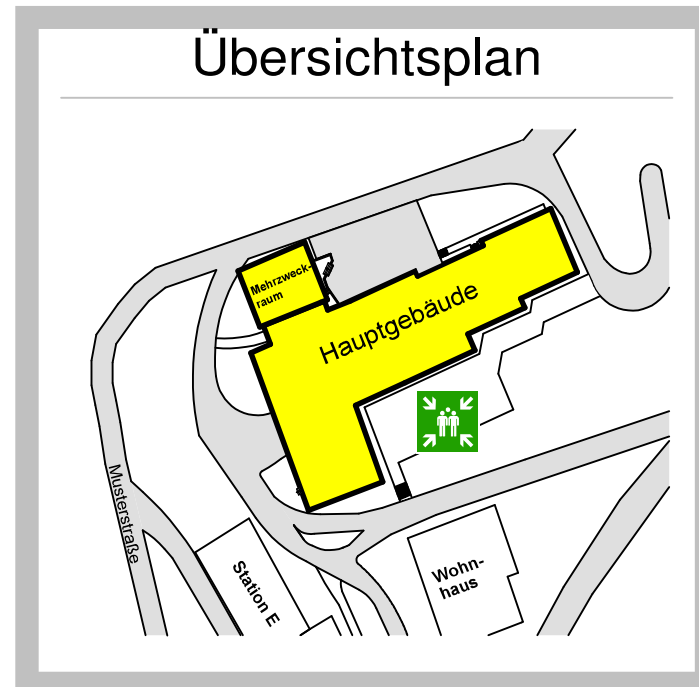 Übersichtsplan
Mehrzweck-
raum
Hauptgebäude
Musterstraße
Station E
Wohn-
haus